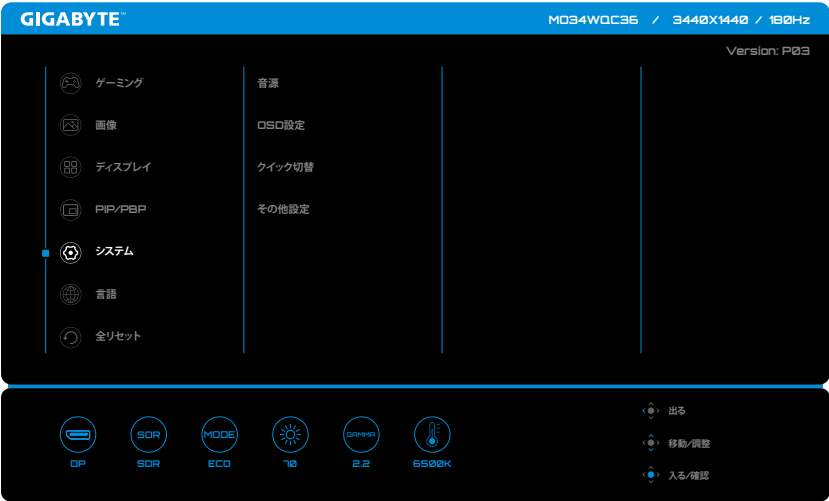 GIGABYTE™
MO34WQC36 / 3440X1440 / 180Hz
Version: P03
ゲーミング
画像
ディスプレイ
PIP/PBP
システム
言語
全リセット
音源
OSD設定
クイック切替
その他設定
SDR
MODE
GAMMA
DP
SDR
ECO
70
2.2
6500K
出る
移動/調整
入る/確認